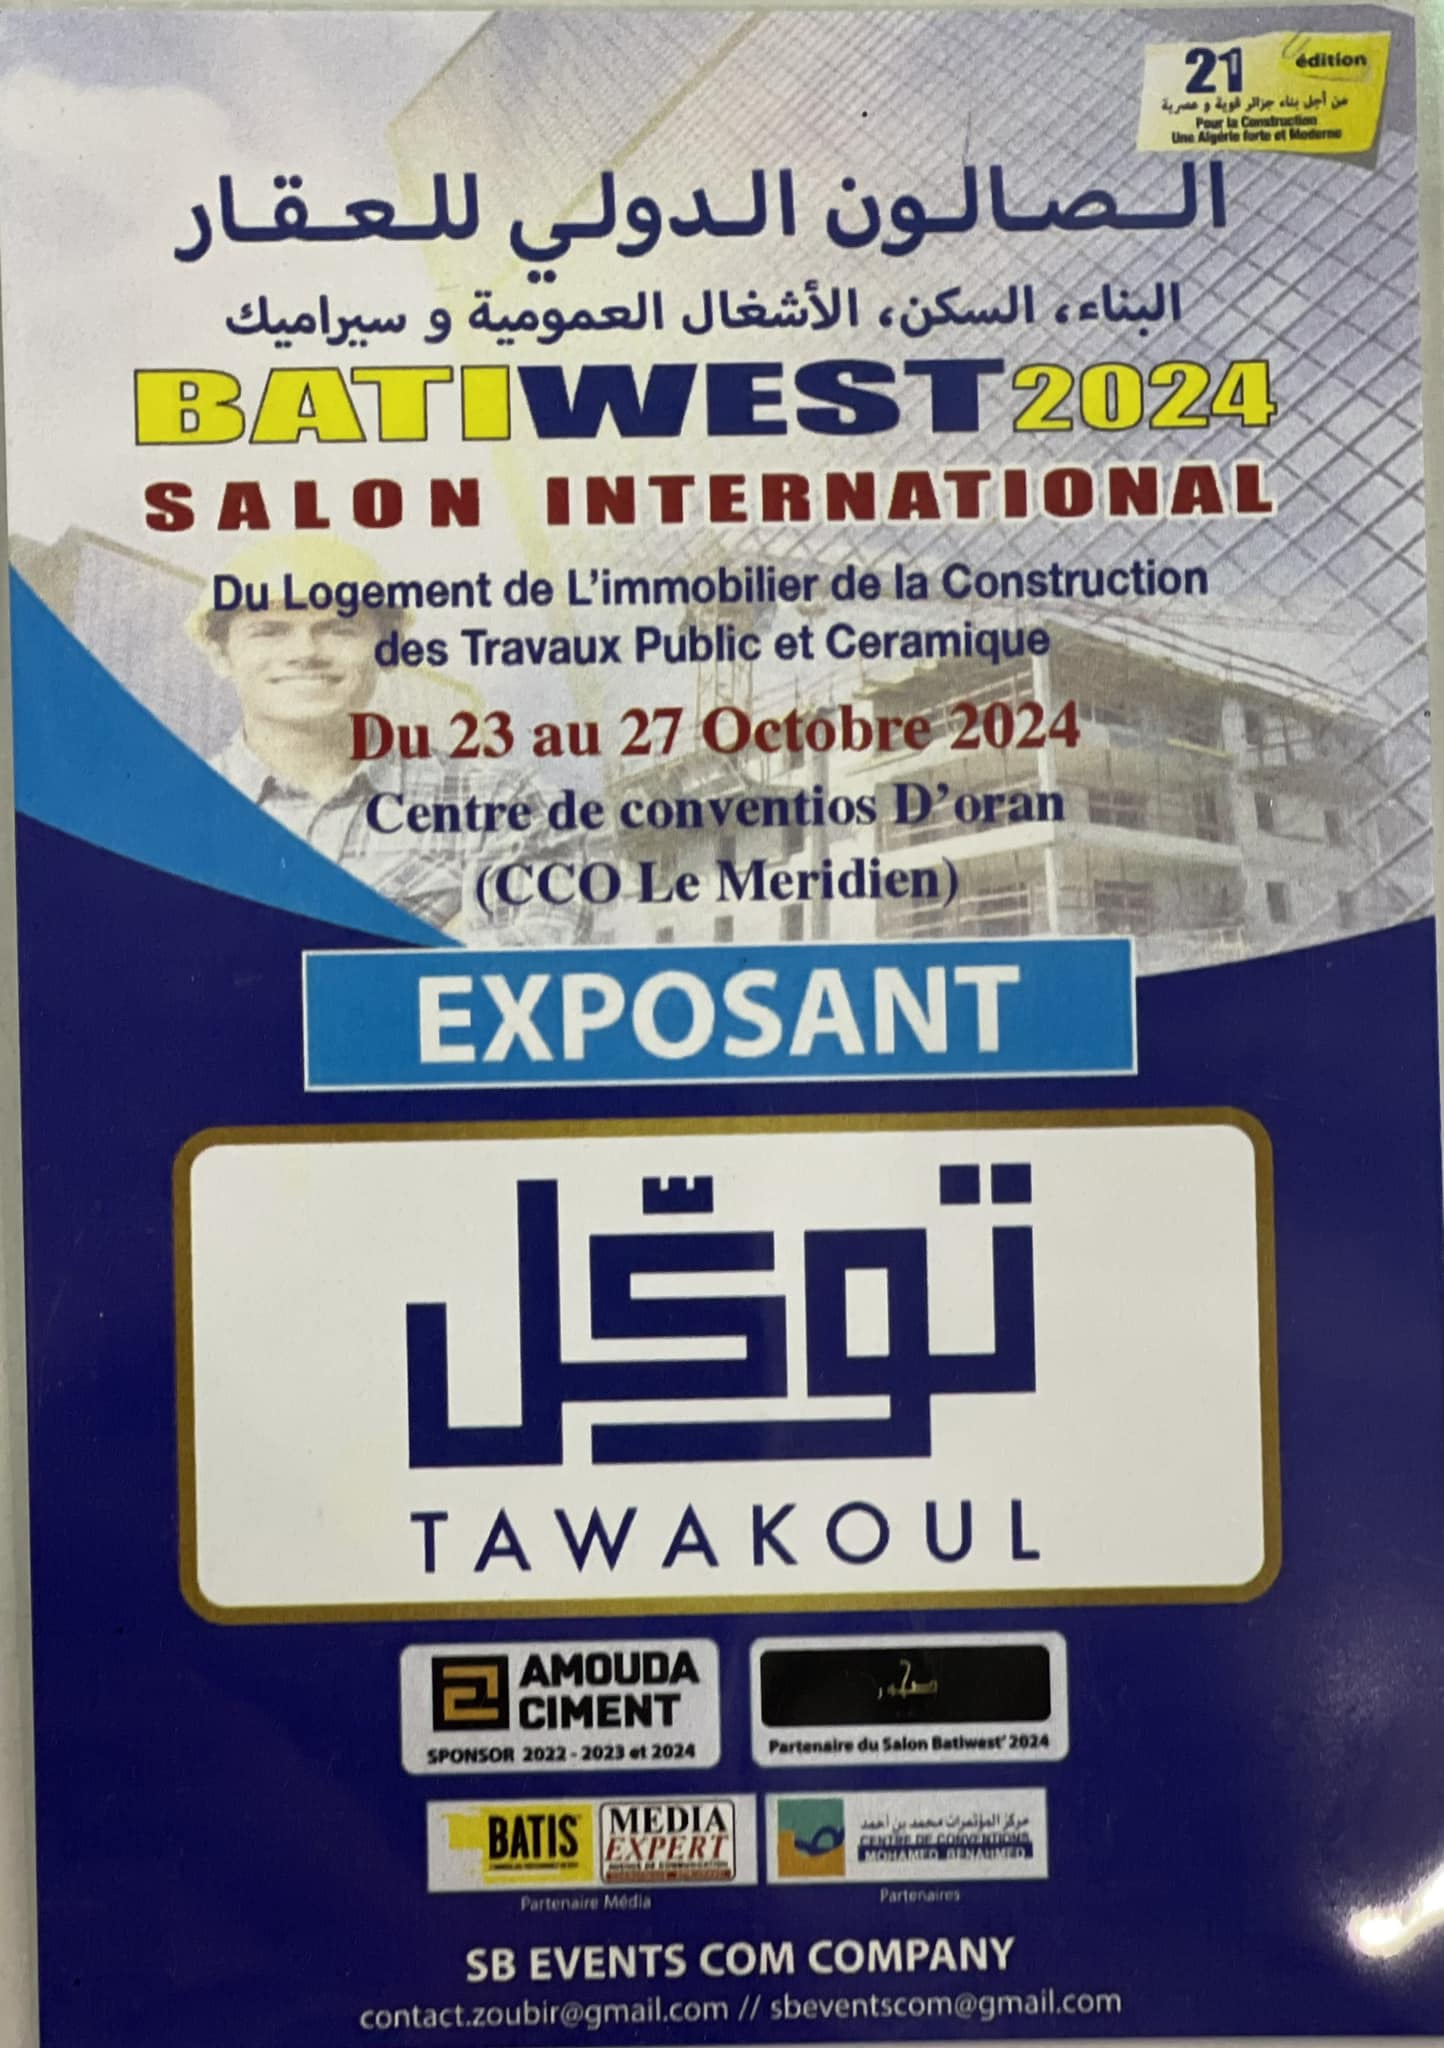 21 édition
من أجل بناء جزائر قوية و عصرية
Pour la Construction
Une Algérie forte et Moderne
الصالون الدولي للعقار
البناء، السكن، الأشغال العمومية و سيراميك
BATIWEST2024
SALON INTERNATIONAL
Du Logement de L'immobilier de la Construction
des Travaux Public et Ceramique
Du 23 au 27 Octobre 2024
Centre de conventios D'oran
(CCO Le Meridien)
EXPOSANT
توكّل
TAWAKOUL
AMOUDA
CIMENT
SPONSOR 2022 - 2023 et 2024
Partenaire du Salon Batiwest' 2024
BATIS
MEDIA
EXPERT
Partenaire Média
مركز المؤتمرات محمد بن أحمد
CENTRE DE CONVENTIONS
MOHAMED BENAHMED
Partenaires
SB EVENTS COM COMPANY
contact.zoubir@gmail.com // sbeventscom@gmail.com